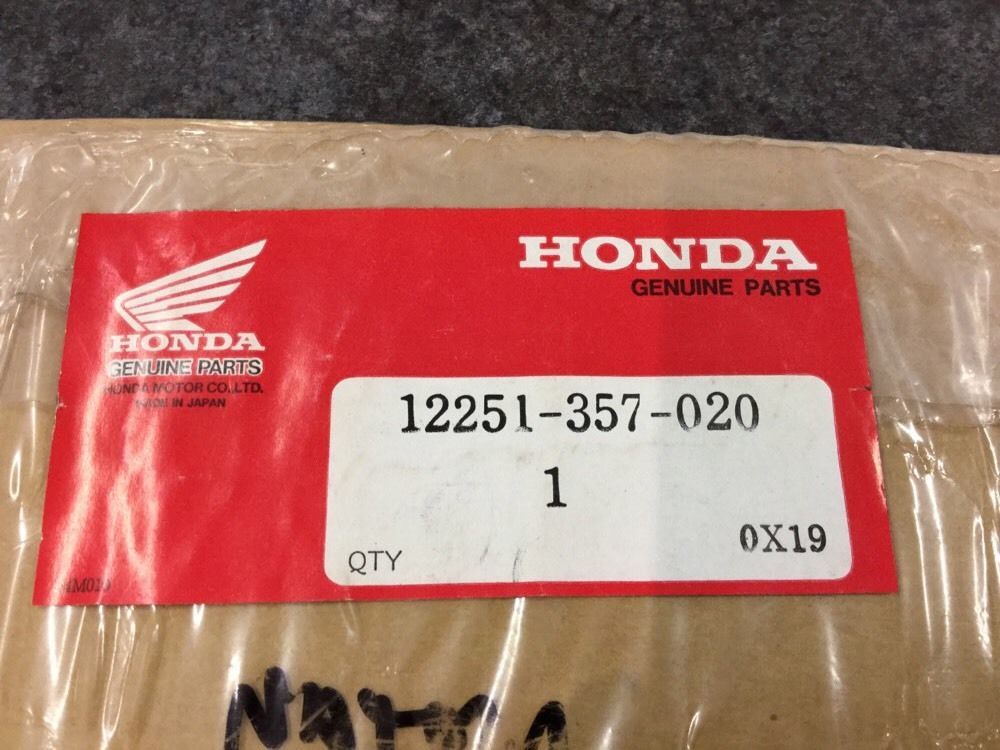 HONDA
GENUINE PARTS
HONDA MOTOR CO.,LTD.
MADE IN JAPAN
HONDA
GENUINE PARTS
12251-357-020
1
QTY
0X19